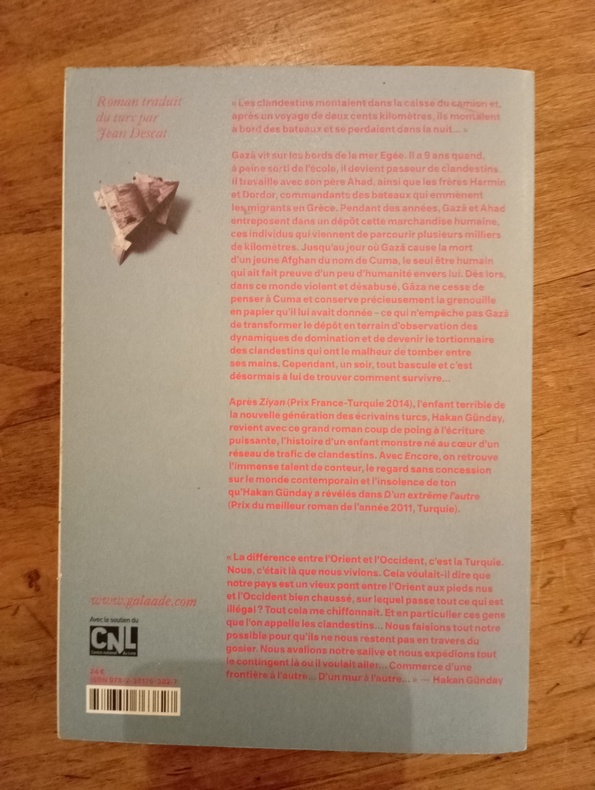 Roman traduit
du turc par
Jean Descat
« Les clandestins montaient dans la caisse du camion et,
après un voyage de deux cents kilomètres, ils montaient
à bord des bateaux et se perdaient dans la nuit... »
Gazâ vit sur les bords de la mer Egée. Il a 9 ans quand,
à peine sorti de l'école, il devient passeur de clandestins.
Il travaille avec son père Ahad, ainsi que les frères Harmin
et Dordor, commandants des bateaux qui emmènent
les migrants en Grèce. Pendant des années, Gazâ et Ahad
entreposent dans un dépôt cette marchandise humaine,
ces individus qui viennent de parcourir plusieurs milliers
de kilomètres. Jusqu'au jour où Gazâ cause la mort
d'un jeune Afghan du nom de Cuma, le seul être humain
qui ait fait preuve d'un peu d'humanité envers lui. Dès lors,
dans ce monde violent et désabusé, Gâza ne cesse de
penser à Cuma et conserve précieusement la grenouille
en papier qu'il lui avait donnée – ce qui n'empêche pas Gazâ
de transformer le dépôt en terrain d'observation des
dynamiques de domination et de devenir le tortionnaire
des clandestins qui ont le malheur de tomber entre
ses mains. Cependant, un soir, tout bascule et c'est
désormais à lui de trouver comment survivre...
Après Ziyan (Prix France-Turquie 2014), l'enfant terrible de
la nouvelle génération des écrivains turcs, Hakan Günday,
revient avec ce grand roman coup de poing à l'écriture
puissante, l'histoire d'un enfant monstre né au cœur d'un
réseau de trafic de clandestins. Avec Encore, on retrouve
l'immense talent de conteur, le regard sans concession
sur le monde contemporain et l'insolence de ton
qu'Hakan Günday a révélés dans D'un extrême l'autre
(Prix du meilleur roman de l'année 2011, Turquie).
« La différence entre l'Orient et l'Occident, c'est la Turquie.
Nous, c'était là que nous vivions. Cela voulait-il dire que
notre pays est un vieux pont entre l'Orient aux pieds nus
et l'Occident bien chaussé, sur lequel passe tout ce qui est
illégal ? Tout cela me chiffonnait. Et en particulier ces gens
que l'on appelle les clandestins... Nous faisions tout notre
possible pour qu'ils ne nous restent pas en travers du
gosier. Nous avalions notre salive et nous expédions tout
le contingent là où il voulait aller... Commerce d'une
frontière à l'autre... D'un mur à l'autre... » — Hakan Günday
www.galaade.com
Avec le soutien du
CNL
24 €